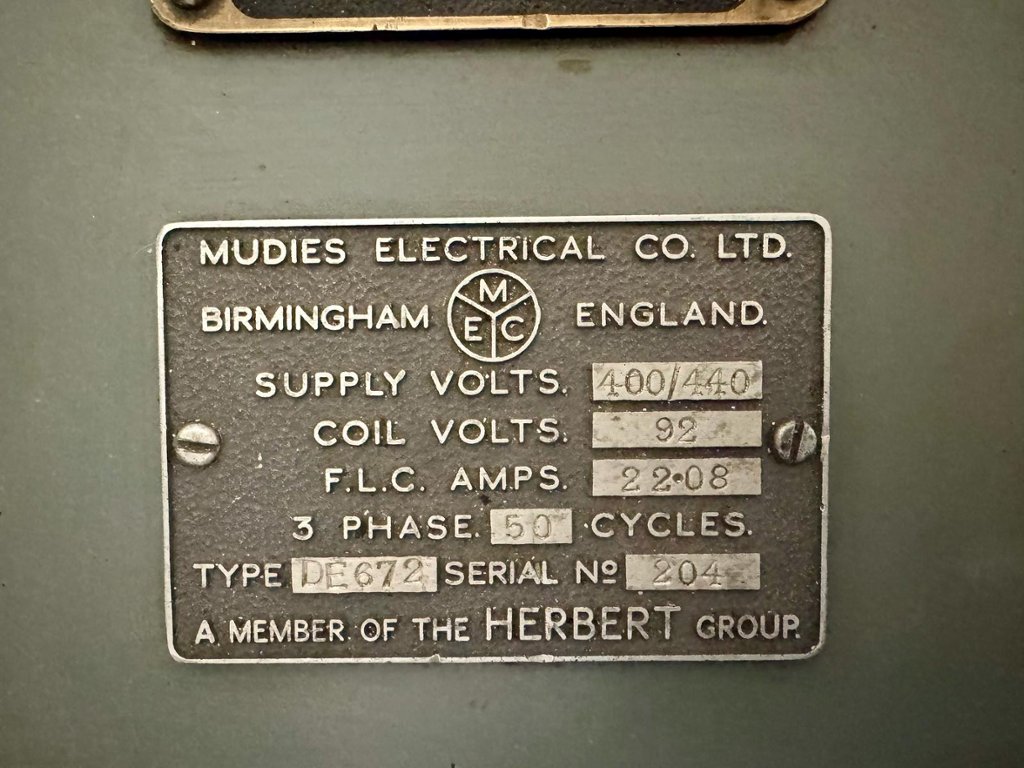 MUDIES ELECTRICAL CO. LTD.
BIRMINGHAM MEC ENGLAND.
SUPPLY VOLTS. 400/440
COIL VOLTS. 92
F.L.C. AMPS. 22·08
3 PHASE. 50 CYCLES.
TYPE DE672 SERIAL Nº 204
A MEMBER OF THE HERBERT GROUP.